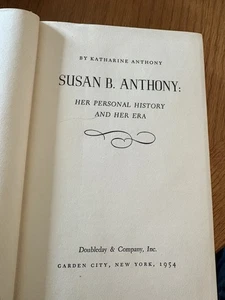 BY KATHARINE ANTHONY
SUSAN B. ANTHONY:
HER PERSONAL HISTORY
AND HER ERA
Doubleday & Company, Inc.
GARDEN CITY, NEW YORK, 1954